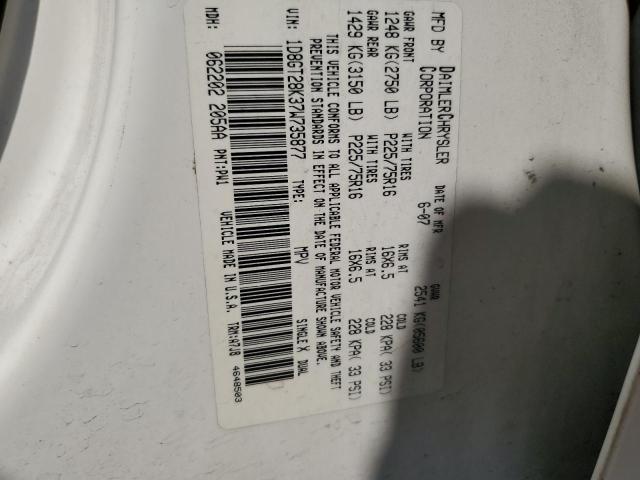 MFD BY DAIMLERCHRYSLER CORPORATION DATE OF MFR 6-07 GVWR 2541 KG(05600 LB)
GAWR FRONT WITH TIRES RIMS AT COLD
1248 KG(2750 LB) P225/75R16 16X6.5 228 KPA( 33 PSI)
GAWR REAR WITH TIRES RIMS AT COLD
1429 KG(3150 LB) P225/75R16 16X6.5 228 KPA( 33 PSI)
THIS VEHICLE CONFORMS TO ALL APPLICABLE FEDERAL MOTOR VEHICLE SAFETY AND THEFT
PREVENTION STANDARDS IN EFFECT ON THE DATE OF MANUFACTURE SHOWN ABOVE.
VIN: 1D8GT28K37W735877 TYPE: MPV SINGLE X DUAL
MDH: 062202 205AA PNT:PW1 VEHICLE MADE IN U.S.A. TRM:A7JB 4648503